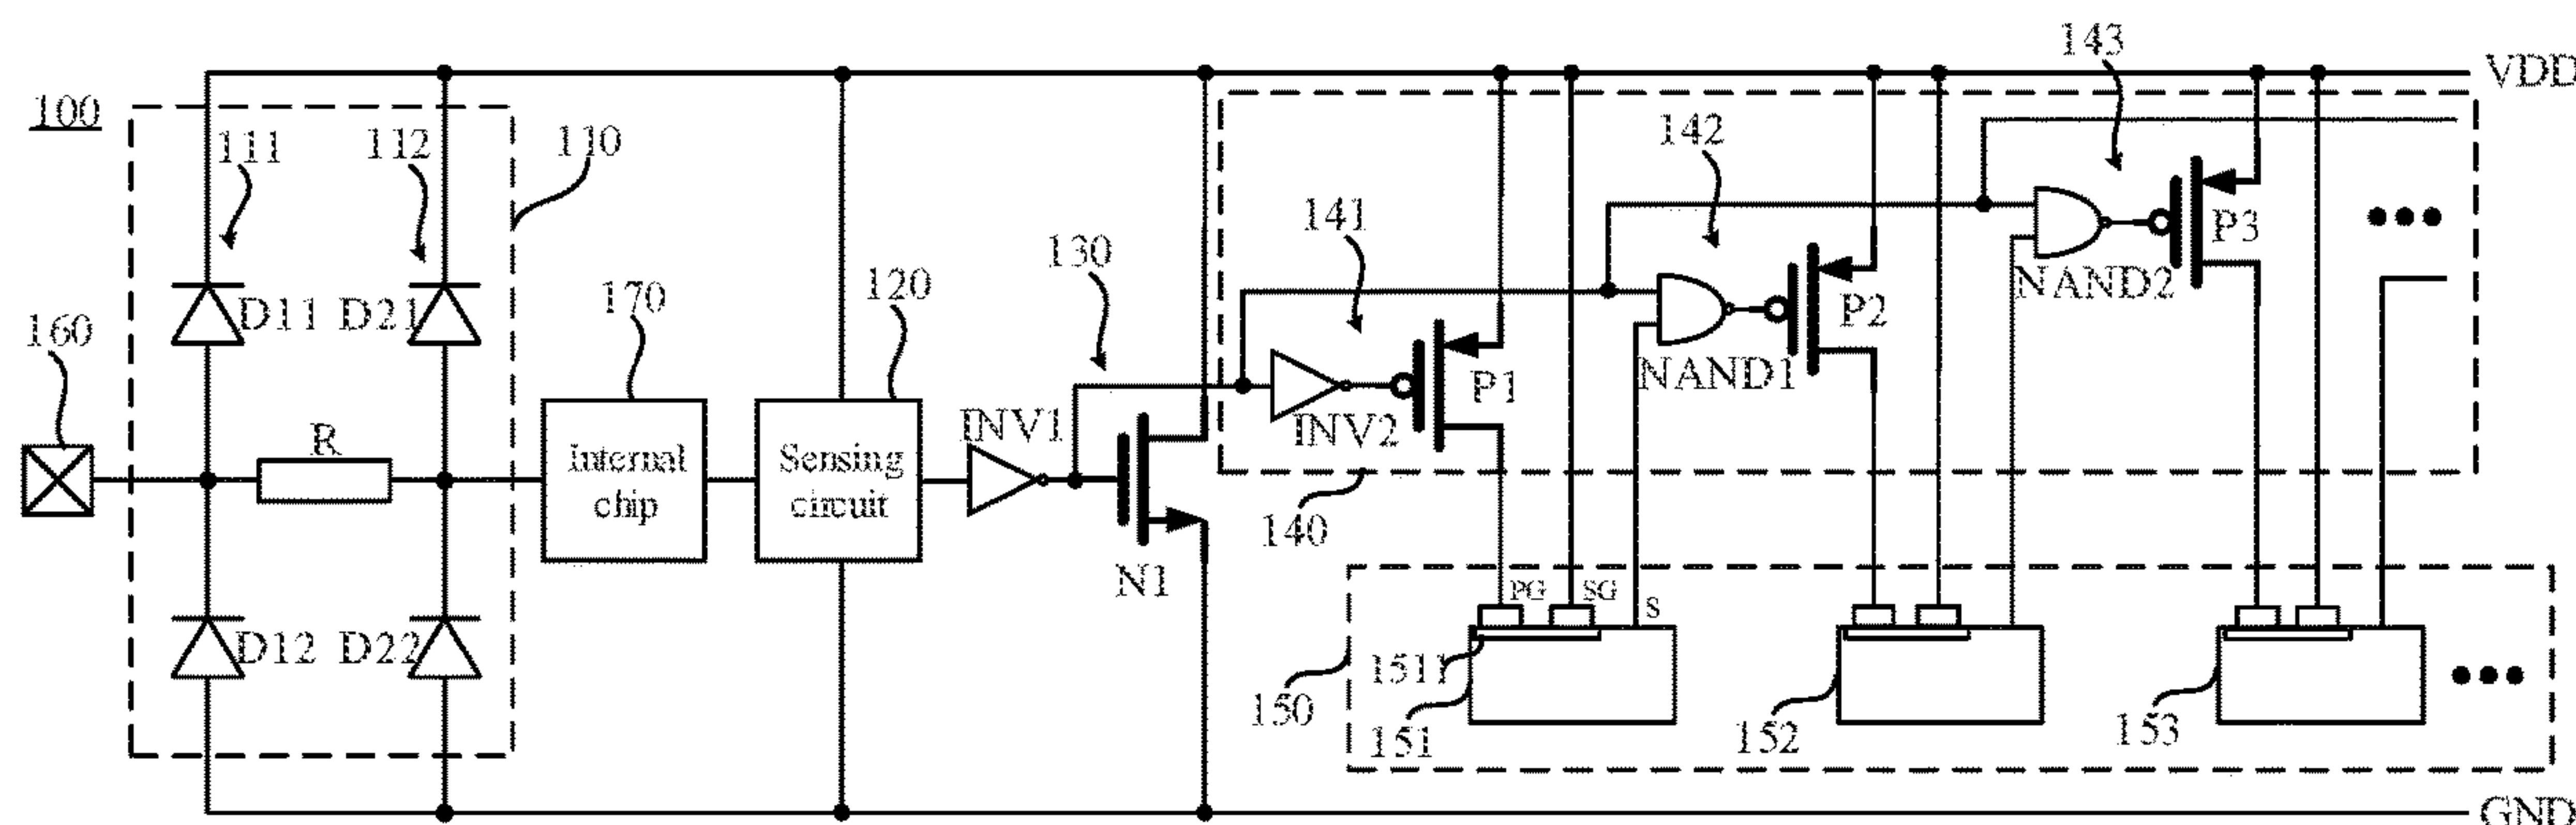 143
VDD
100
111
112
110
142
141
P3
130
NAND2
170
120
D11
D21
P2
160
NAND1
P1
R
INV1
INV2
Internal
chip
Sensing
circuit
140
N1
PG
SG
S
D12
D22
1511
150
151
152
153
GND